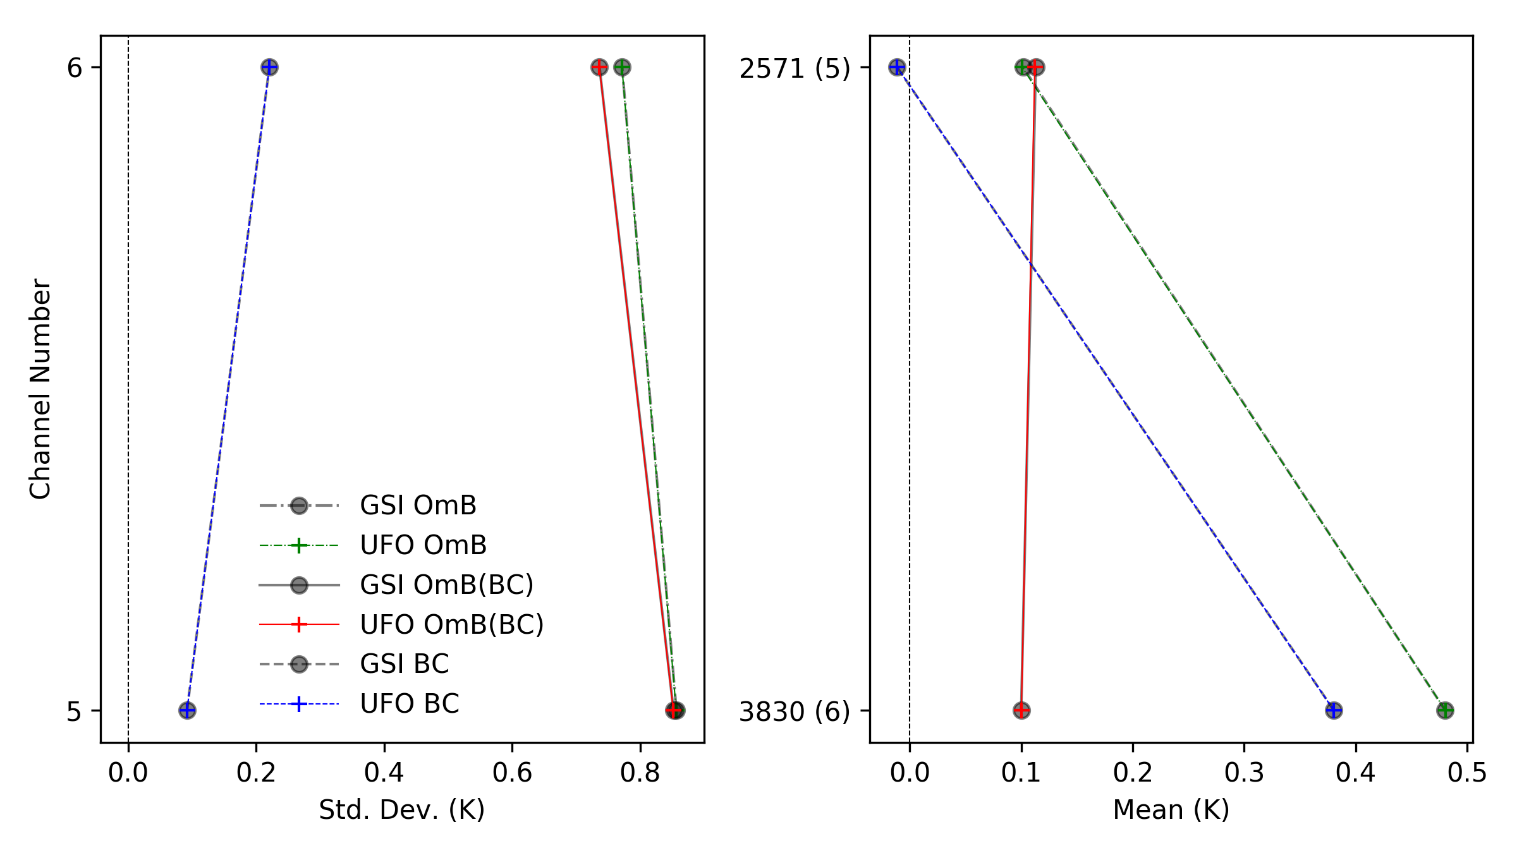 6
5
Channel Number
GSI OmB
UFO OmB
GSI OmB(BC)
UFO OmB(BC)
GSI BC
UFO BC
0.0 0.2 0.4 0.6 0.8
Std. Dev. (K)
2571 (5)
3830 (6)
0.0 0.1 0.2 0.3 0.4 0.5
Mean (K)